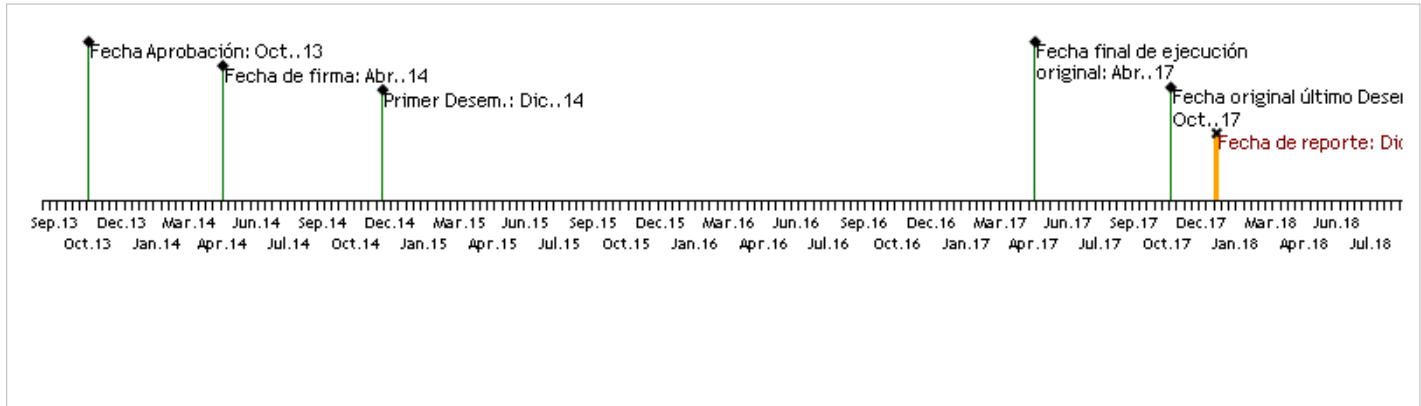 Fecha Aprobación: Oct..13
Fecha de firma: Abr..14
Primer Desem.: Dic..14
Fecha final de ejecución
original: Abr..17
Fecha original último Desem
Oct..17
Fecha de reporte: Dic
Sep.13 Dec.13 Mar.14 Jun.14 Sep.14 Dec.14 Mar.15 Jun.15 Sep.15 Dec.15 Mar.16 Jun.16 Sep.16 Dec.16 Mar.17 Jun.17 Sep.17 Dec.17 Mar.18 Jun.18
Oct.13 Jan.14 Apr.14 Jul.14 Oct.14 Jan.15 Apr.15 Jul.15 Oct.15 Jan.16 Apr.16 Jul.16 Oct.16 Jan.17 Apr.17 Jul.17 Oct.17 Jan.18 Apr.18 Jul.18